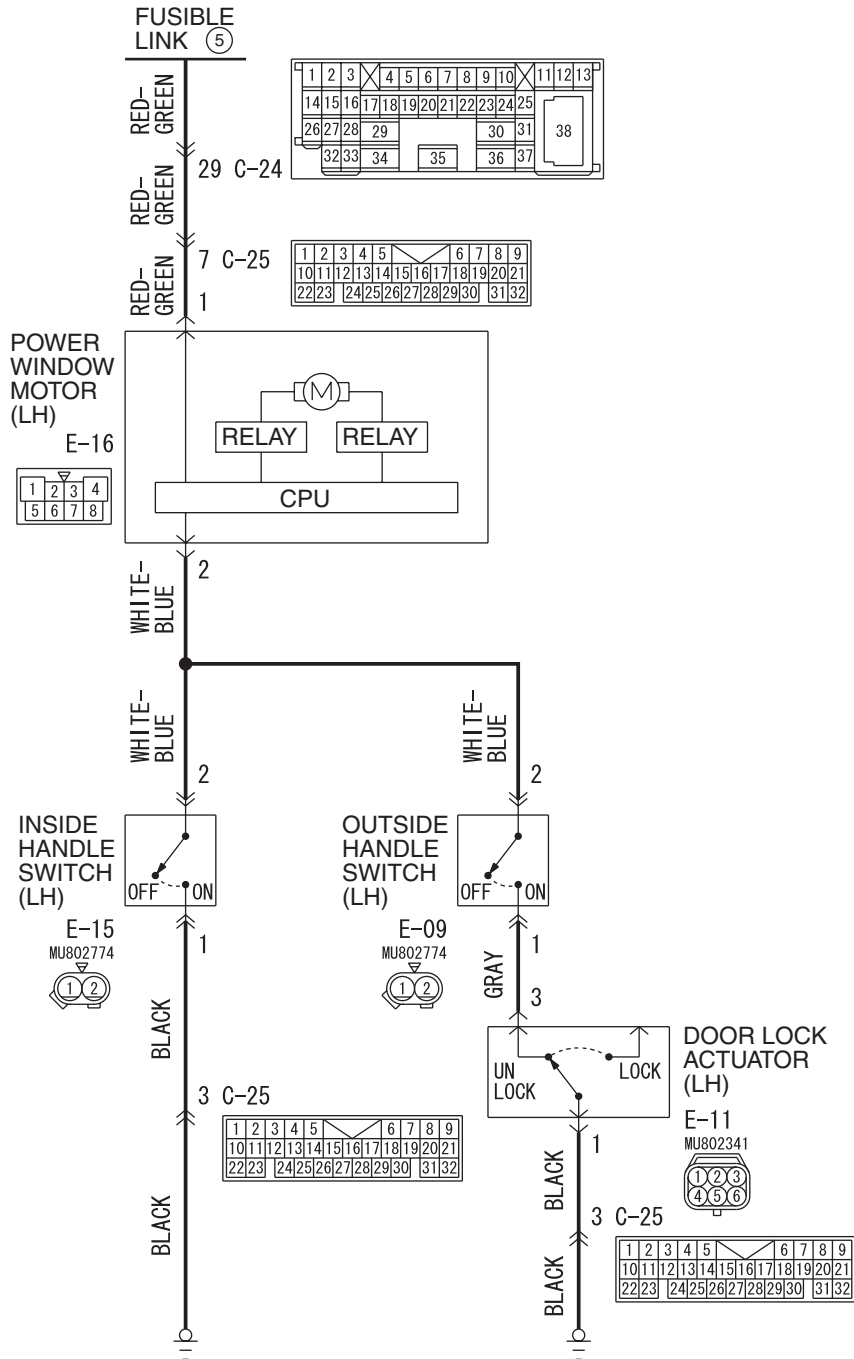 FUSIBLE
LINK ⑤
RED-
GREEN
1 2 3 4 5 6 7 8 9 10 11 12 13
14 15 16 17 18 19 20 21 22 23 24 25
26 27 28 29 30 31 38
32 33 34 35 36 37
29 C-24
RED-
GREEN
7 C-25
1 2 3 4 5 6 7 8 9
10 11 12 13 14 15 16 17 18 19 20 21
22 23 24 25 26 27 28 29 30 31 32
RED-
GREEN
1
POWER
WINDOW
MOTOR
(LH)
E-16
1 2 3 4
5 6 7 8
M
RELAY RELAY
CPU
2
WHITE-
BLUE
WHITE-
BLUE
WHITE-
BLUE
2
2
INSIDE
HANDLE
SWITCH
(LH)
OFF ON
E-15
MU802774
1 2
1
OUTSIDE
HANDLE
SWITCH
(LH)
OFF ON
E-09
MU802774
1 2
1
GRAY
3
BLACK
UN
LOCK
LOCK
DOOR LOCK
ACTUATOR
(LH)
E-11
MU802341
1 2 3
4 5 6
3 C-25
1 2 3 4 5 6 7 8 9
10 11 12 13 14 15 16 17 18 19 20 21
22 23 24 25 26 27 28 29 30 31 32
BLACK
1
BLACK
3 C-25
1 2 3 4 5 6 7 8 9
10 11 12 13 14 15 16 17 18 19 20 21
22 23 24 25 26 27 28 29 30 31 32
BLACK